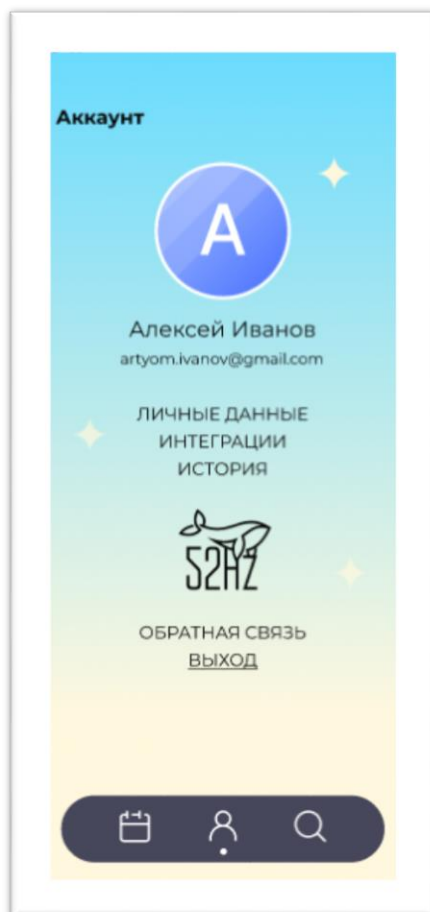 Аккаунт
A
Алексей Иванов
artyom.ivanov@gmail.com
ЛИЧНЫЕ ДАННЫЕ
ИНТЕГРАЦИИ
ИСТОРИЯ
52HZ
ОБРАТНАЯ СВЯЗЬ
ВЫХОД